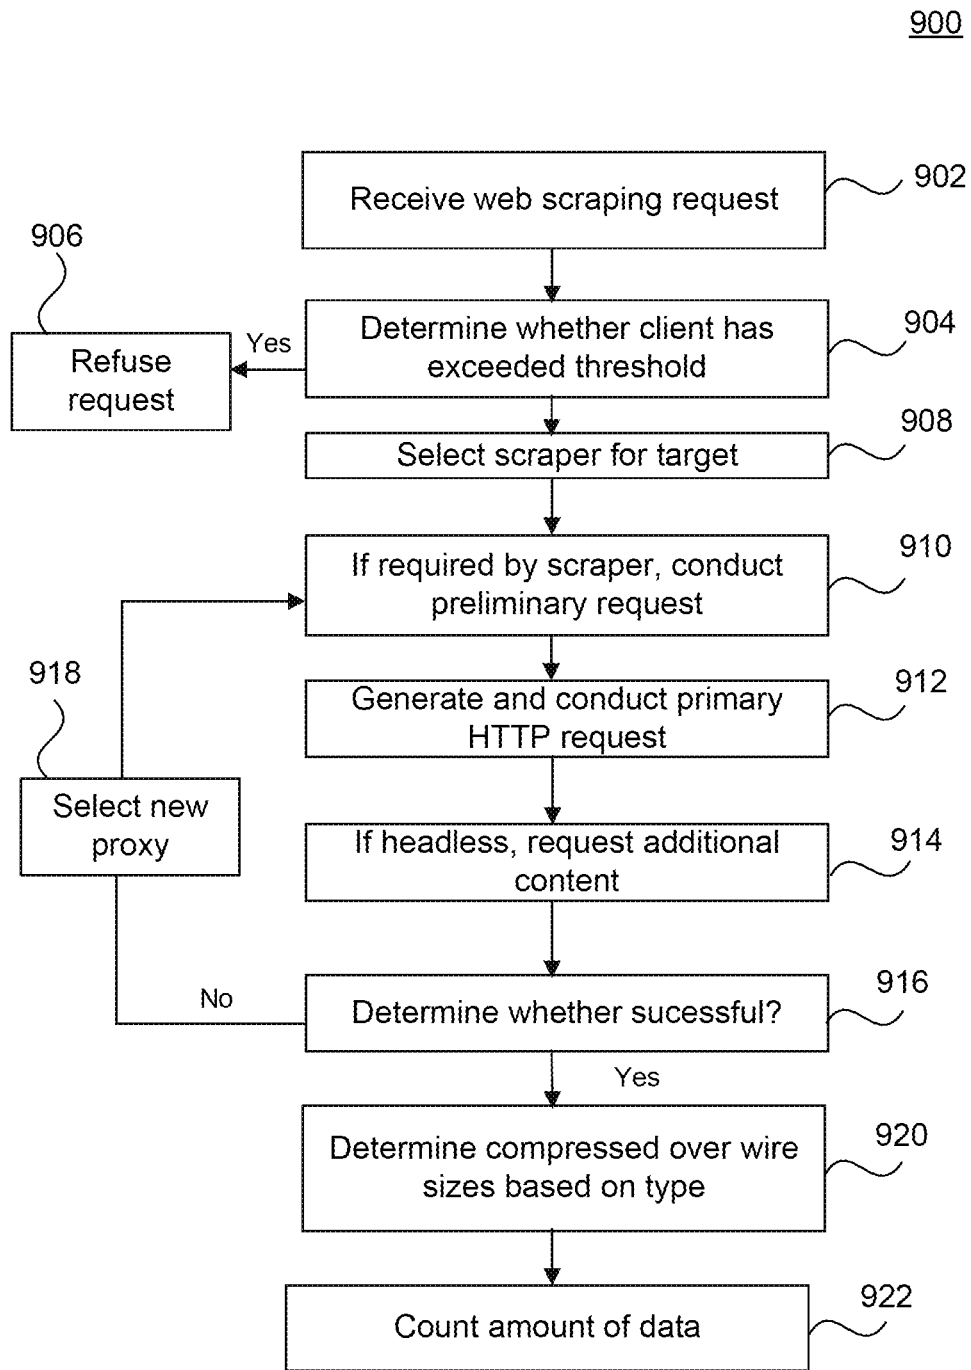 900
Receive web scraping request
902
906
Determine whether client has
exceeded threshold
904
Yes
Refuse
request
Select scraper for target
908
If required by scraper, conduct
preliminary request
910
918
Generate and conduct primary
HTTP request
912
Select new
proxy
If headless, request additional
content
914
No
Determine whether sucessful?
916
Yes
Determine compressed over wire
sizes based on type
920
Count amount of data
922